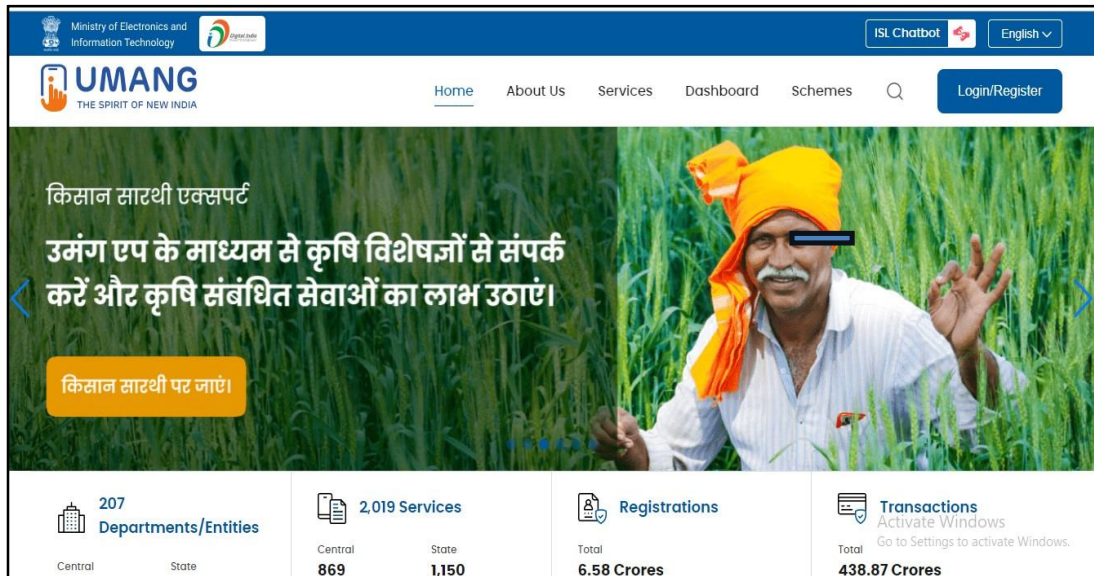 Ministry of Electronics and
Information Technology
Digital India
ISL Chatbot
English
UMANG
THE SPIRIT OF NEW INDIA
Home
About Us
Services
Dashboard
Schemes
Login/Register
किसान सारथी एक्सपर्ट
उमंग एप के माध्यम से कृषि विशेषज्ञों से संपर्क
करें और कृषि संबंधित सेवाओं का लाभ उठाएं।
किसान सारथी पर जाएं।
207
Departments/Entities
Central
State
2,019 Services
Central
State
869
1,150
Registrations
Total
6.58 Crores
Transactions
Activate Windows
Go to Settings to activate Windows.
Total
438.87 Crores